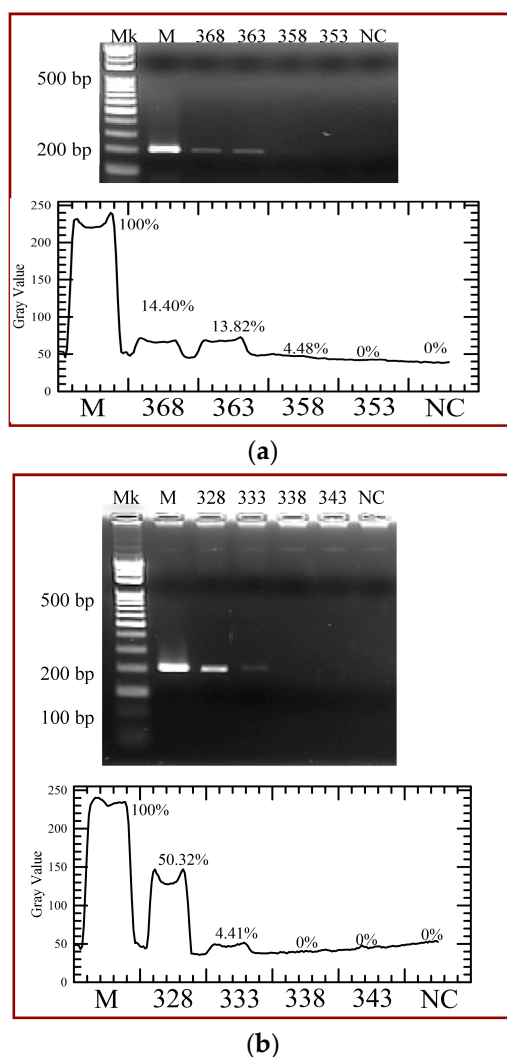 Mk M 368 363 358 353 NC
500 bp
200 bp
250
200
150
100
50
0
Gray Value
100%
14.40%
13.82%
4.48%
0%
0%
M 368 363 358 353 NC
(a)
Mk M 328 333 338 343 NC
500 bp
200 bp
100 bp
250
200
150
100
50
0
Gray Value
100%
50.32%
4.41%
0%
0%
0%
M 328 333 338 343 NC
(b)